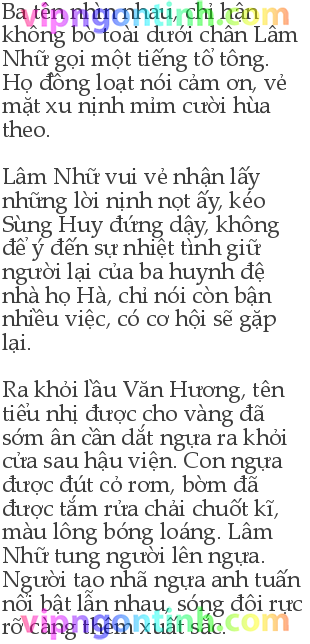 vipngontinh.com
Ba tên nhìn nhau, chỉ hận
không bò toài dưới chân Lâm
Nhữ gọi một tiếng tổ tông.
Họ đồng loạt nói cảm ơn, vẻ
mặt xu nịnh mỉm cười hùa
theo.
Lâm Nhữ vui vẻ nhận lấy
những lời nịnh nọt ấy, kéo
Sùng Huy đứng dậy, không
để ý đến sự nhiệt tình giữ
người lại của ba huynh đệ
nhà họ Hà, chỉ nói còn bận
nhiều việc, có cơ hội sẽ gặp
lại.
Ra khỏi lầu Văn Hương, tên
tiểu nhị được cho vàng đã
sớm ân cần dắt ngựa ra khỏi
cửa sau hậu viện. Con ngựa
được đút cỏ rơm, bờm đã
được tắm rửa chải chuốt kĩ,
màu lông bóng loáng. Lâm
Nhữ tung người lên ngựa.
Người tao nhã ngựa anh tuấn
nổi bật lẫn nhau, sóng đôi rực
rỡ càng thêm xuất sắc.
vipngontinh.com